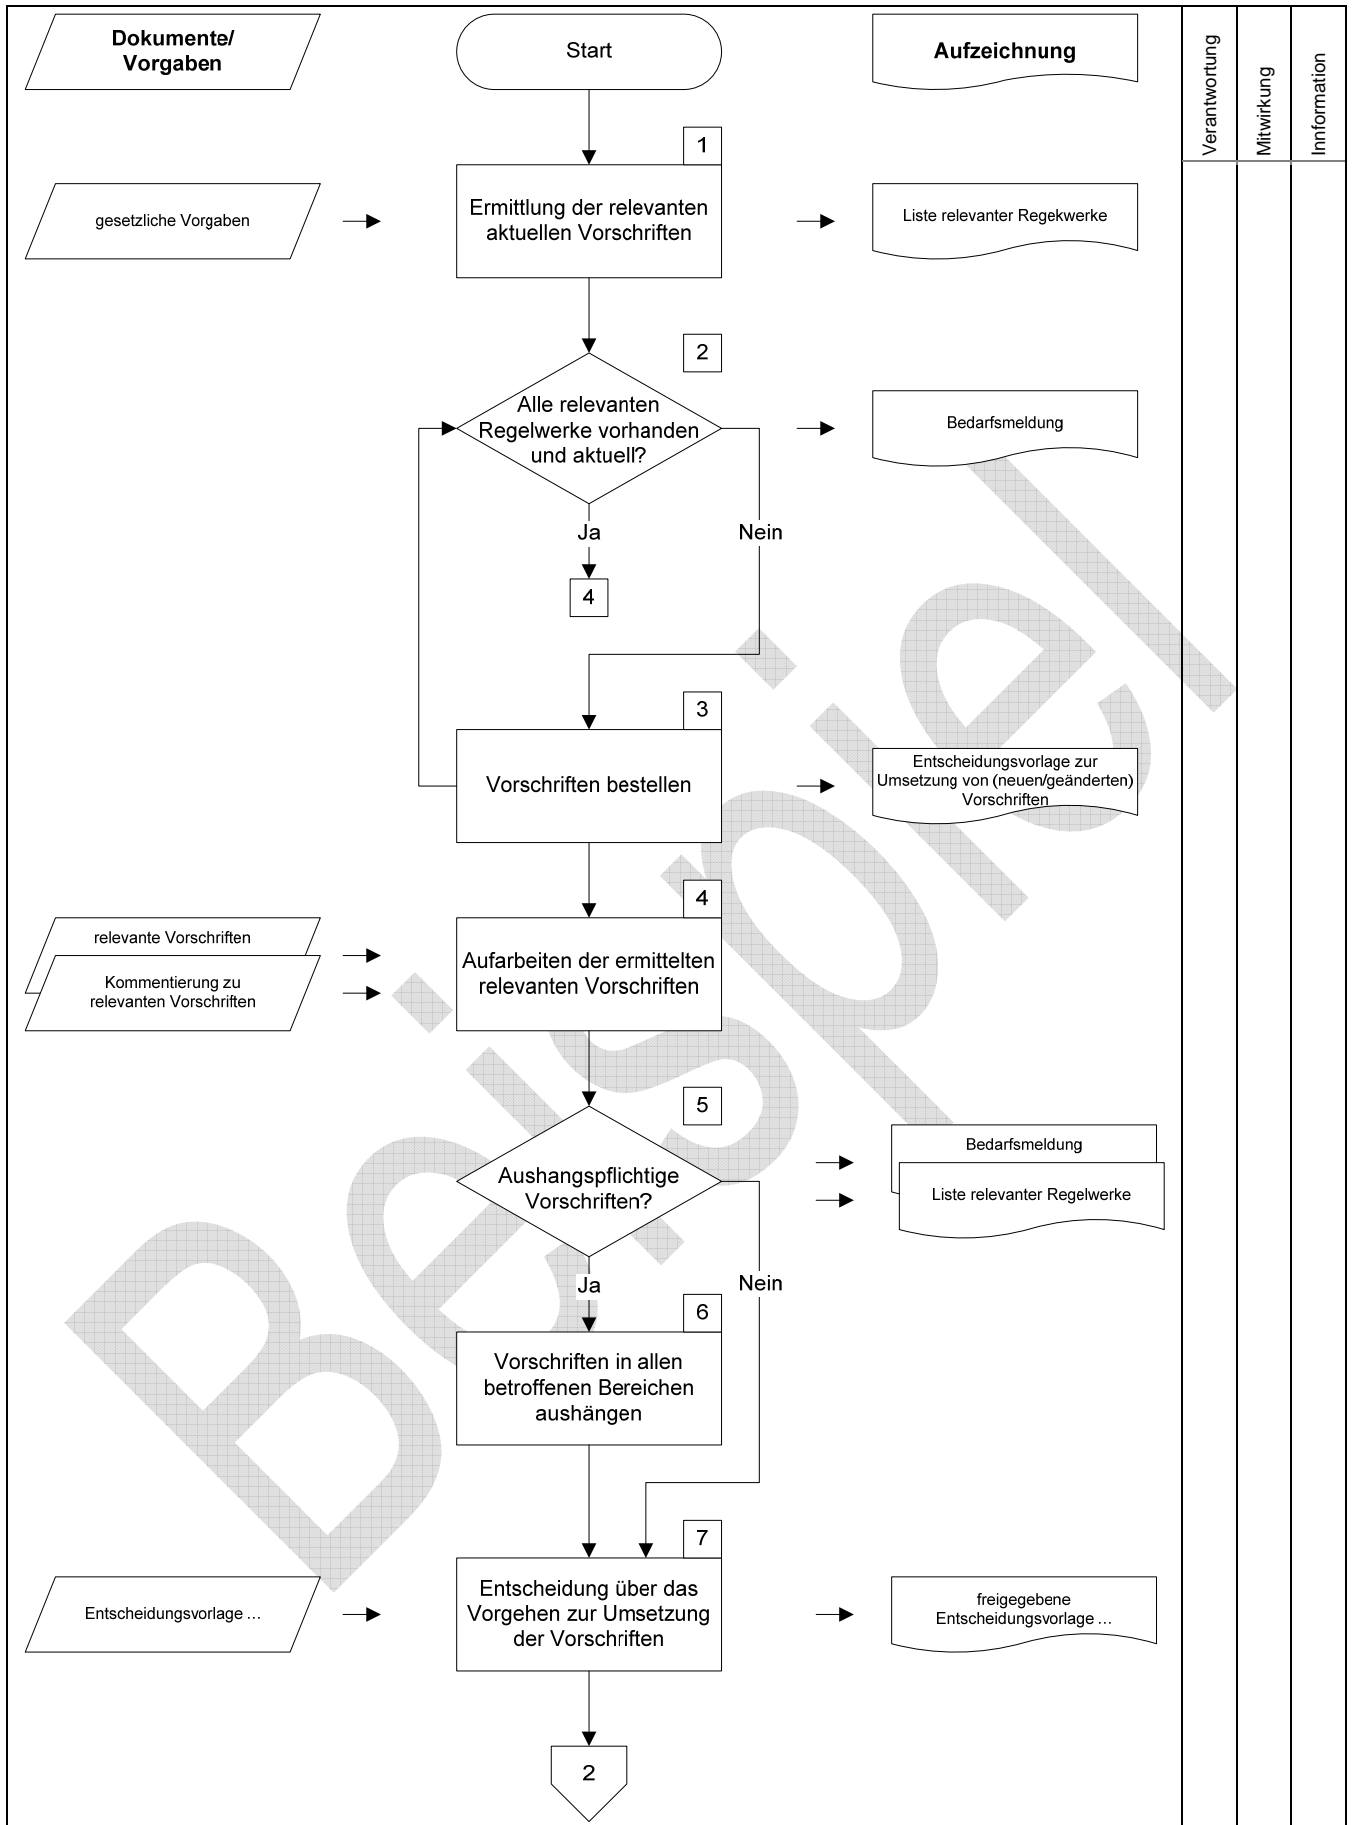 Dokumente/
Vorgaben
Start
Aufzeichnung
Verantwortung
Mitwirkung
Innformation
1
gesetzliche Vorgaben
Ermittlung der relevanten
aktuellen Vorschriften
Liste relevanter Regekwerke
2
Alle relevanten
Regelwerke vorhanden
und aktuell?
Bedarfsmeldung
Ja
Nein
4
3
Vorschriften bestellen
Entscheidungsvorlage zur
Umsetzung von (neuen/geänderten)
Vorschriften
4
relevante Vorschriften
Kommentierung zu
relevanten Vorschriften
Aufarbeiten der ermittelten
relevanten Vorschriften
5
Aushangspflichtige
Vorschriften?
Bedarfsmeldung
Liste relevanter Regelwerke
Ja
Nein
6
Vorschriften in allen
betroffenen Bereichen
aushängen
7
Entscheidungsvorlage ...
Entscheidung über das
Vorgehen zur Umsetzung
der Vorschriften
freigegebene
Entscheidungsvorlage ...
2
Beispiel